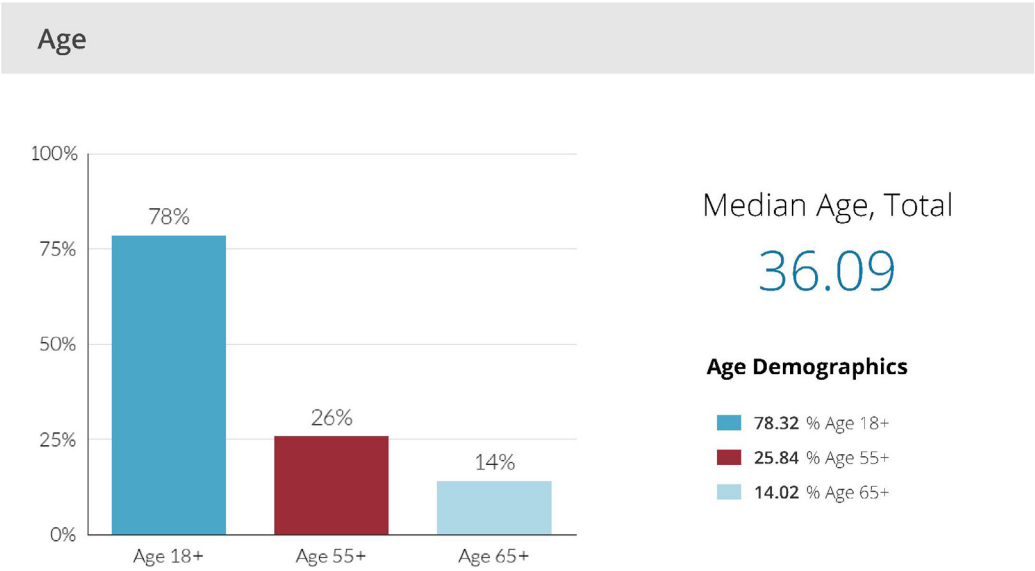 Age
100%
75%
50%
25%
0%
78%
26%
14%
Age 18+
Age 55+
Age 65+
Median Age, Total
36.09
Age Demographics
78.32 % Age 18+
25.84 % Age 55+
14.02 % Age 65+